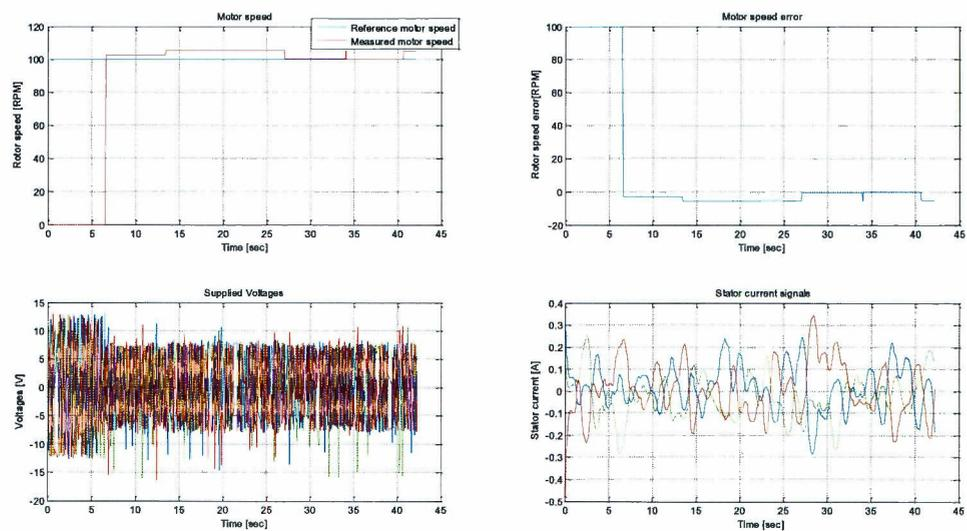 Motor speed
Reference motor speed
Measured motor speed
Rotor speed [RPM]
120
100
80
60
40
20
0
0 5 10 15 20 25 30 35 40 45
Time [sec]
Motor speed error
Rotor speed error[RPM]
100
80
60
40
20
0
-20
0 5 10 15 20 25 30 35 40 45
Time [sec]
Supplied Voltages
Voltages [V]
15
10
5
0
-5
-10
-15
-20
0 5 10 15 20 25 30 35 40 45
Time [sec]
Stator current signals
Stator current [A]
0.4
0.3
0.2
0.1
0
-0.1
-0.2
-0.3
-0.4
-0.5
0 5 10 15 20 25 30 35 40 45
Time [sec]